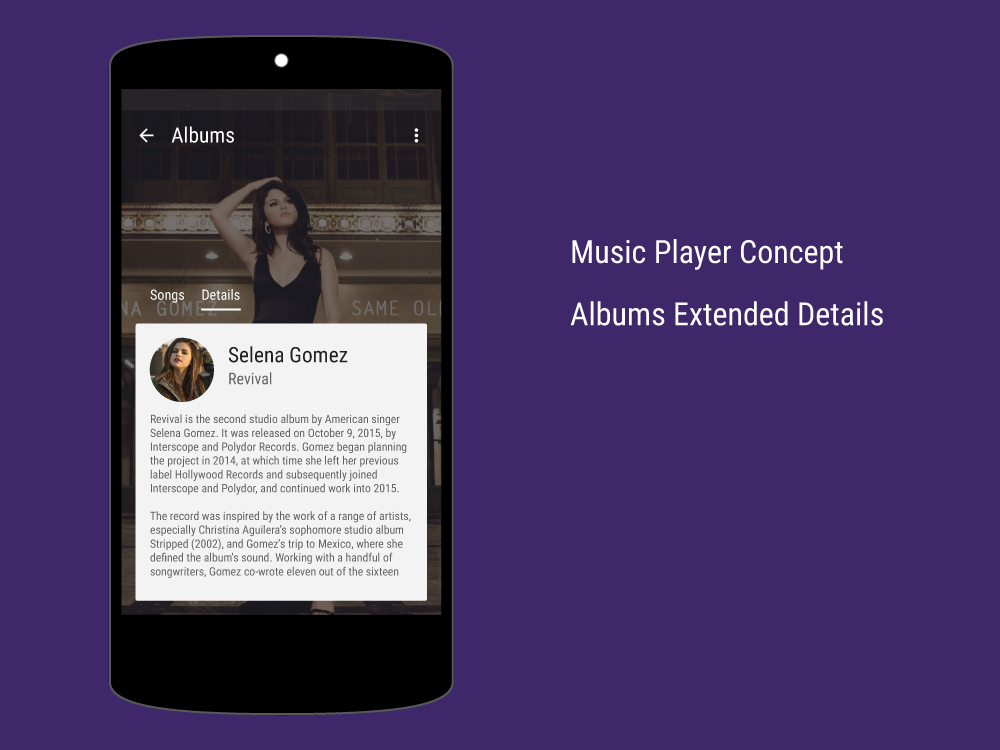 Albums
Songs Details
NA GOMEZ SAME OL
Selena Gomez
Revival
Revival is the second studio album by American singer
Selena Gomez. It was released on October 9, 2015, by
Interscope and Polydor Records. Gomez began planning
the project in 2014, at which time she left her previous
label Hollywood Records and subsequently joined
Interscope and Polydor, and continued work into 2015.
The record was inspired by the work of a range of artists,
especially Christina Aguilera's sophomore studio album
Stripped (2002), and Gomez's trip to Mexico, where she
defined the album's sound. Working with a handful of
songwriters, Gomez co-wrote eleven out of the sixteen
Music Player Concept
Albums Extended Details